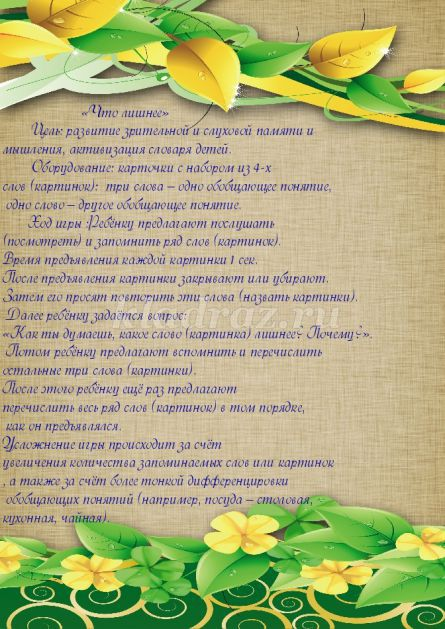 «Что лишнее»
Цель: развитие зрительной и слуховой памяти и
мышления, активизация словаря детей.
Оборудование: карточки с набором из 4-х
слов (картинок): три слова – одно обобщающее понятие,
одно слово – другое обобщающее понятие.
Ход игры :Ребёнку предлагают послушать
(посмотреть) и запомнить ряд слов (картинок).
Время предъявления каждой картинки 1 сек.
После предъявления картинки закрывают или убирают.
Затем его просят повторить эти слова (назвать картинки).
Далее ребёнку задаётся вопрос:
«Как ты думаешь, какое слово (картинка) лишнее? Почему?».
Потом ребёнку предлагают вспомнить и перечислить
остальные три слова (картинки).
После этого ребёнку ещё раз предлагают
перечислить весь ряд слов (картинок) в том порядке,
как он предъявлялся.
Усложнение игры происходит за счёт
увеличения количества запоминаемых слов или картинок
, а также за счёт более тонкой дифференцировки
обобщающих понятий (например, посуда – столовая,
кухонная, чайная).
kladraz.ru